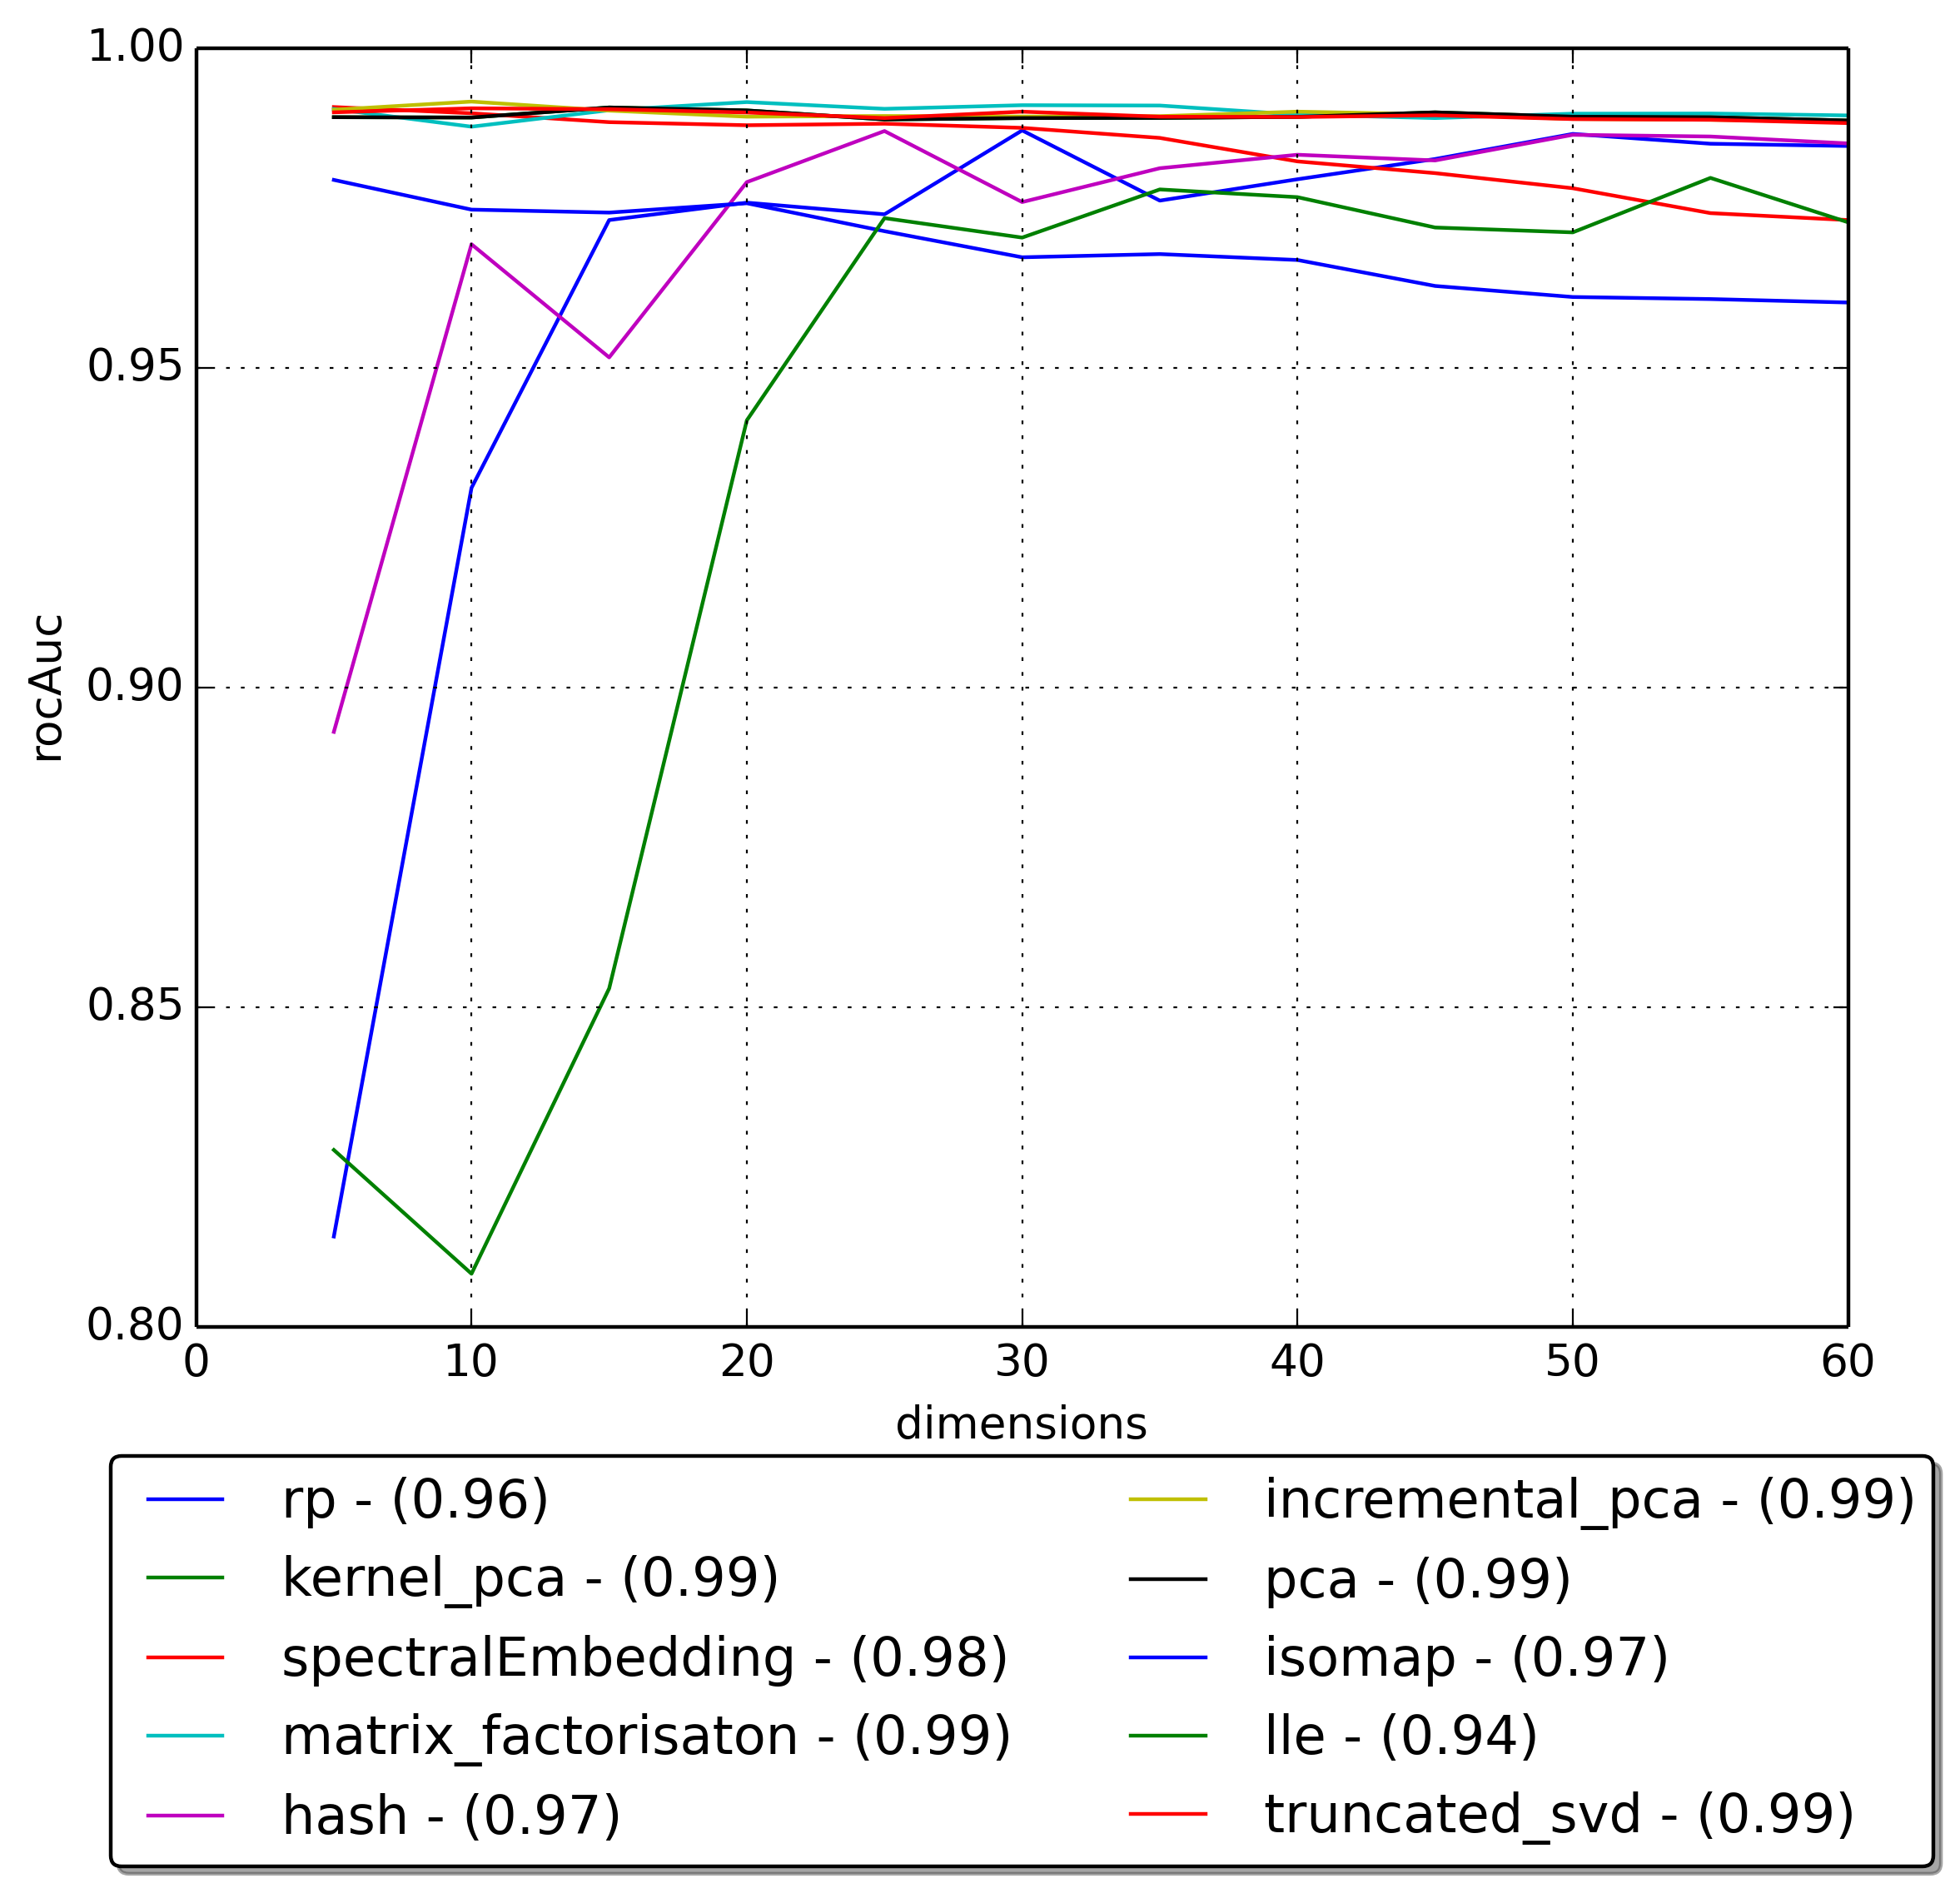 1.00
0.95
0.90
0.85
0.80
rocAuc
0 10 20 30 40 50 60
dimensions
rp - (0.96)
kernel_pca - (0.99)
spectralEmbedding - (0.98)
matrix_factorisaton - (0.99)
hash - (0.97)
incremental_pca - (0.99)
pca - (0.99)
isomap - (0.97)
lle - (0.94)
truncated_svd - (0.99)